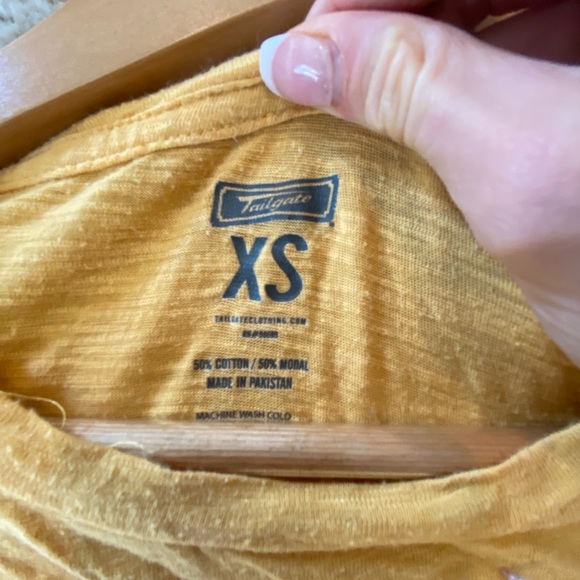 Tailgate
XS
TAILGATECLOTHING.COM
50% COTTON / 50% MODAL
MADE IN PAKISTAN
MACHINE WASH COLD